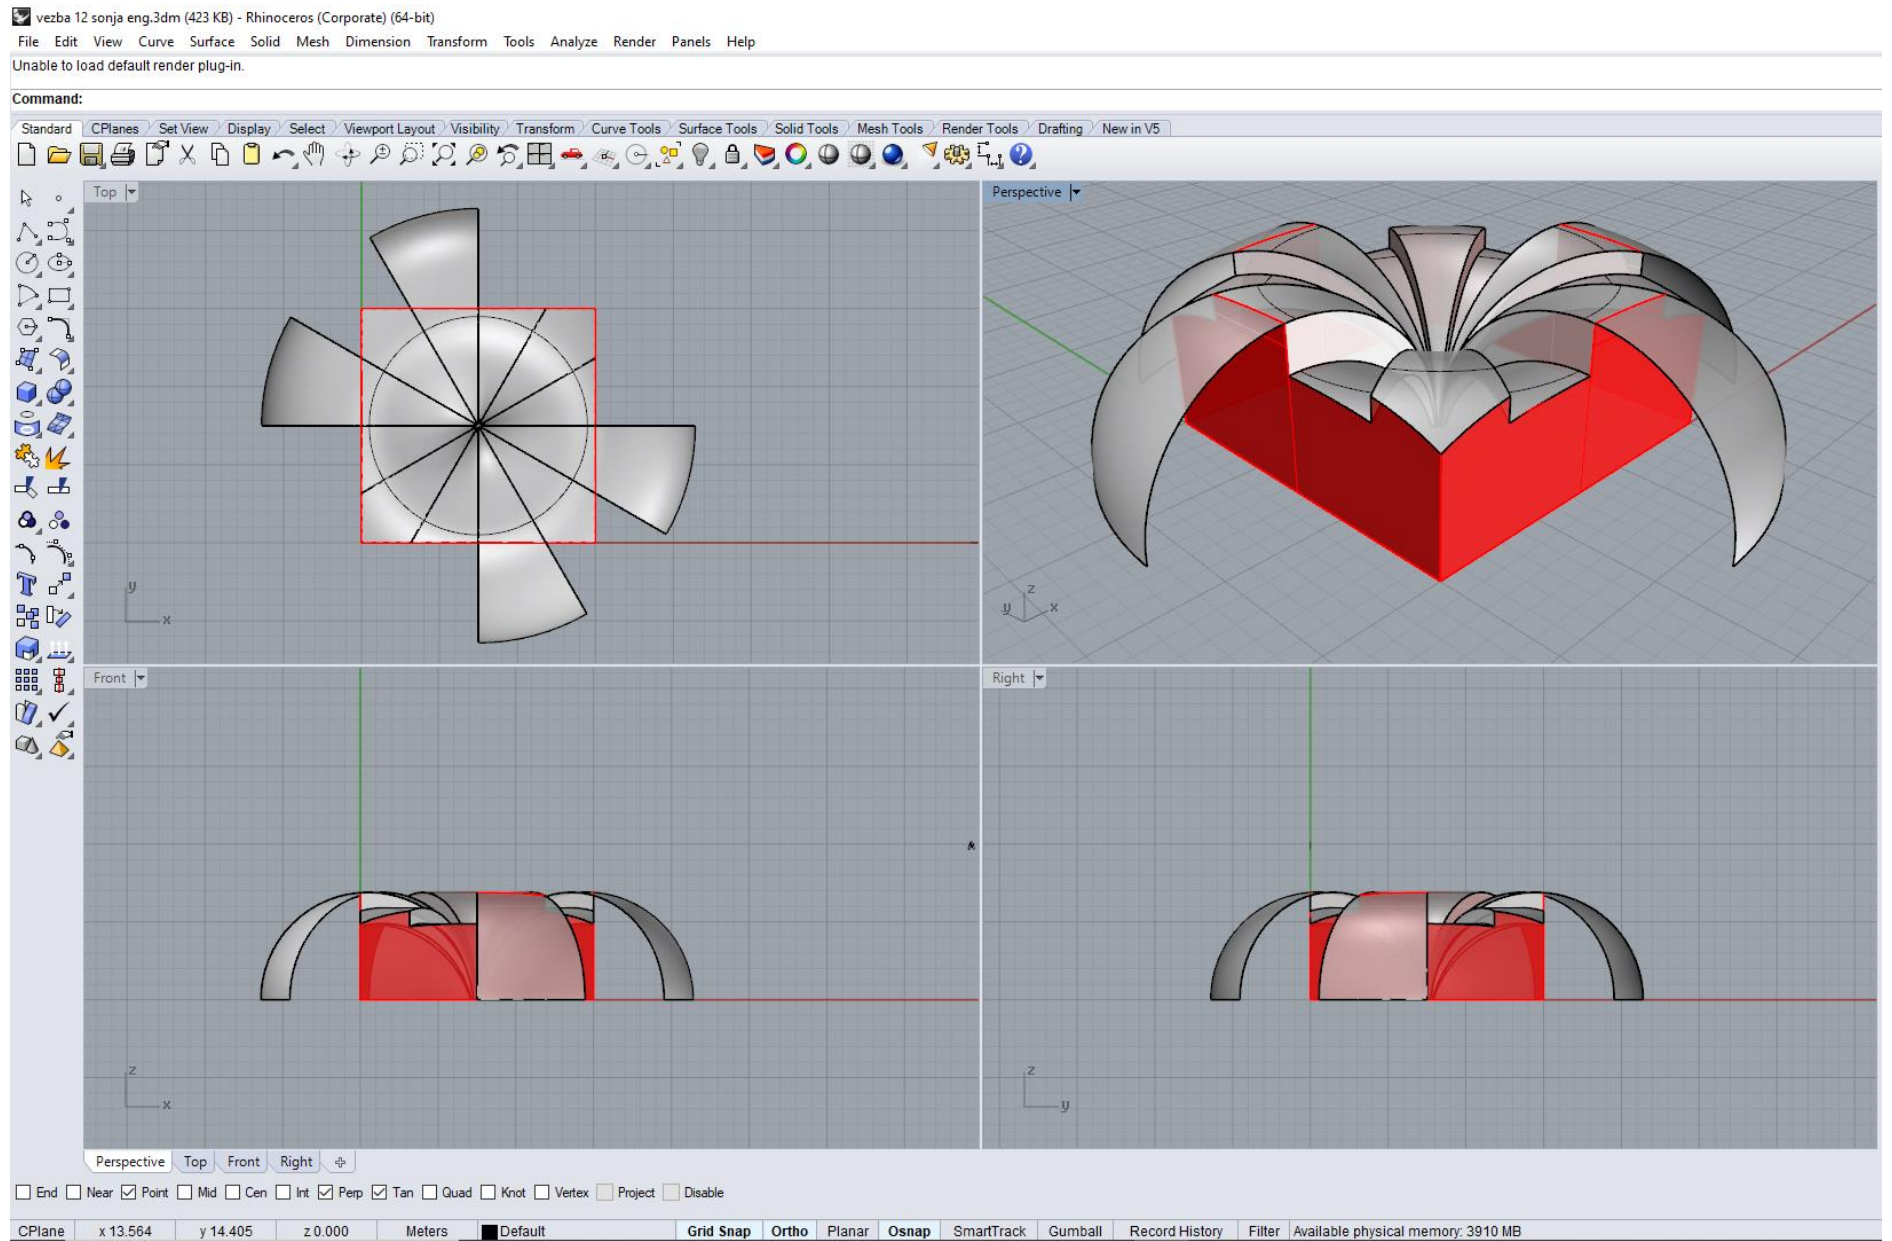 vezba 12 sonja eng.3dm (423 KB) - Rhinoceros (Corporate) (64-bit)
File Edit View Curve Surface Solid Mesh Dimension Transform Tools Analyze Render Panels Help
Unable to load default render plug-in.
Command:
Standard CPlanes Set View Display Select Viewport Layout Visibility Transform Curve Tools Surface Tools Solid Tools Mesh Tools Render Tools Drafting New in V5
Top
Perspective
y
x
z
y x
Front
Right
z
x
z
y
Perspective Top Front Right
End Near Point Mid Cen Int Perp Tan Quad Knot Vertex Project Disable
CPlane x 13.564 y 14.405 z 0.000 Meters Default Grid Snap Ortho Planar Osnap SmartTrack Gumball Record History Filter Available physical memory: 3910 MB